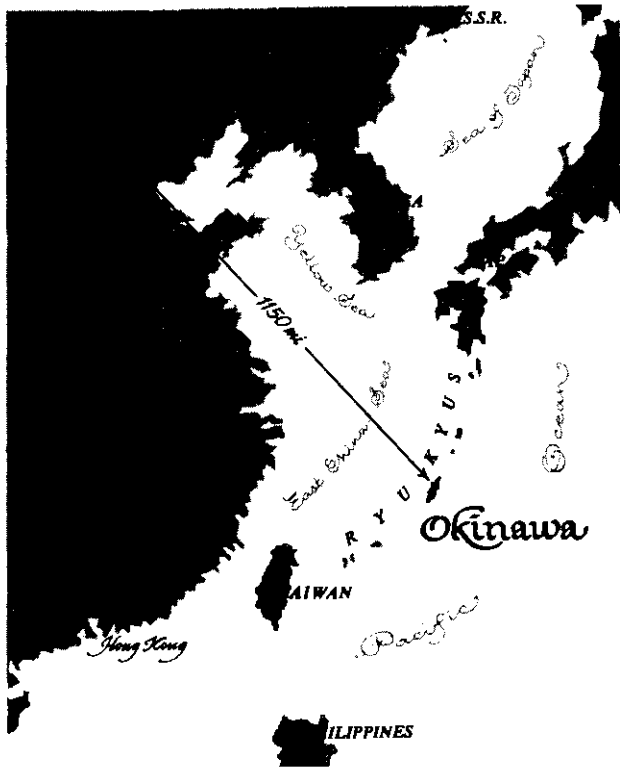 S.S.R.
Sea of Japan
A
Yellow Sea
1150 mi
East China Sea
RYUKYUS
Ocean
Okinawa
AIWAN
Hong Kong
Pacific
ILIPPINES